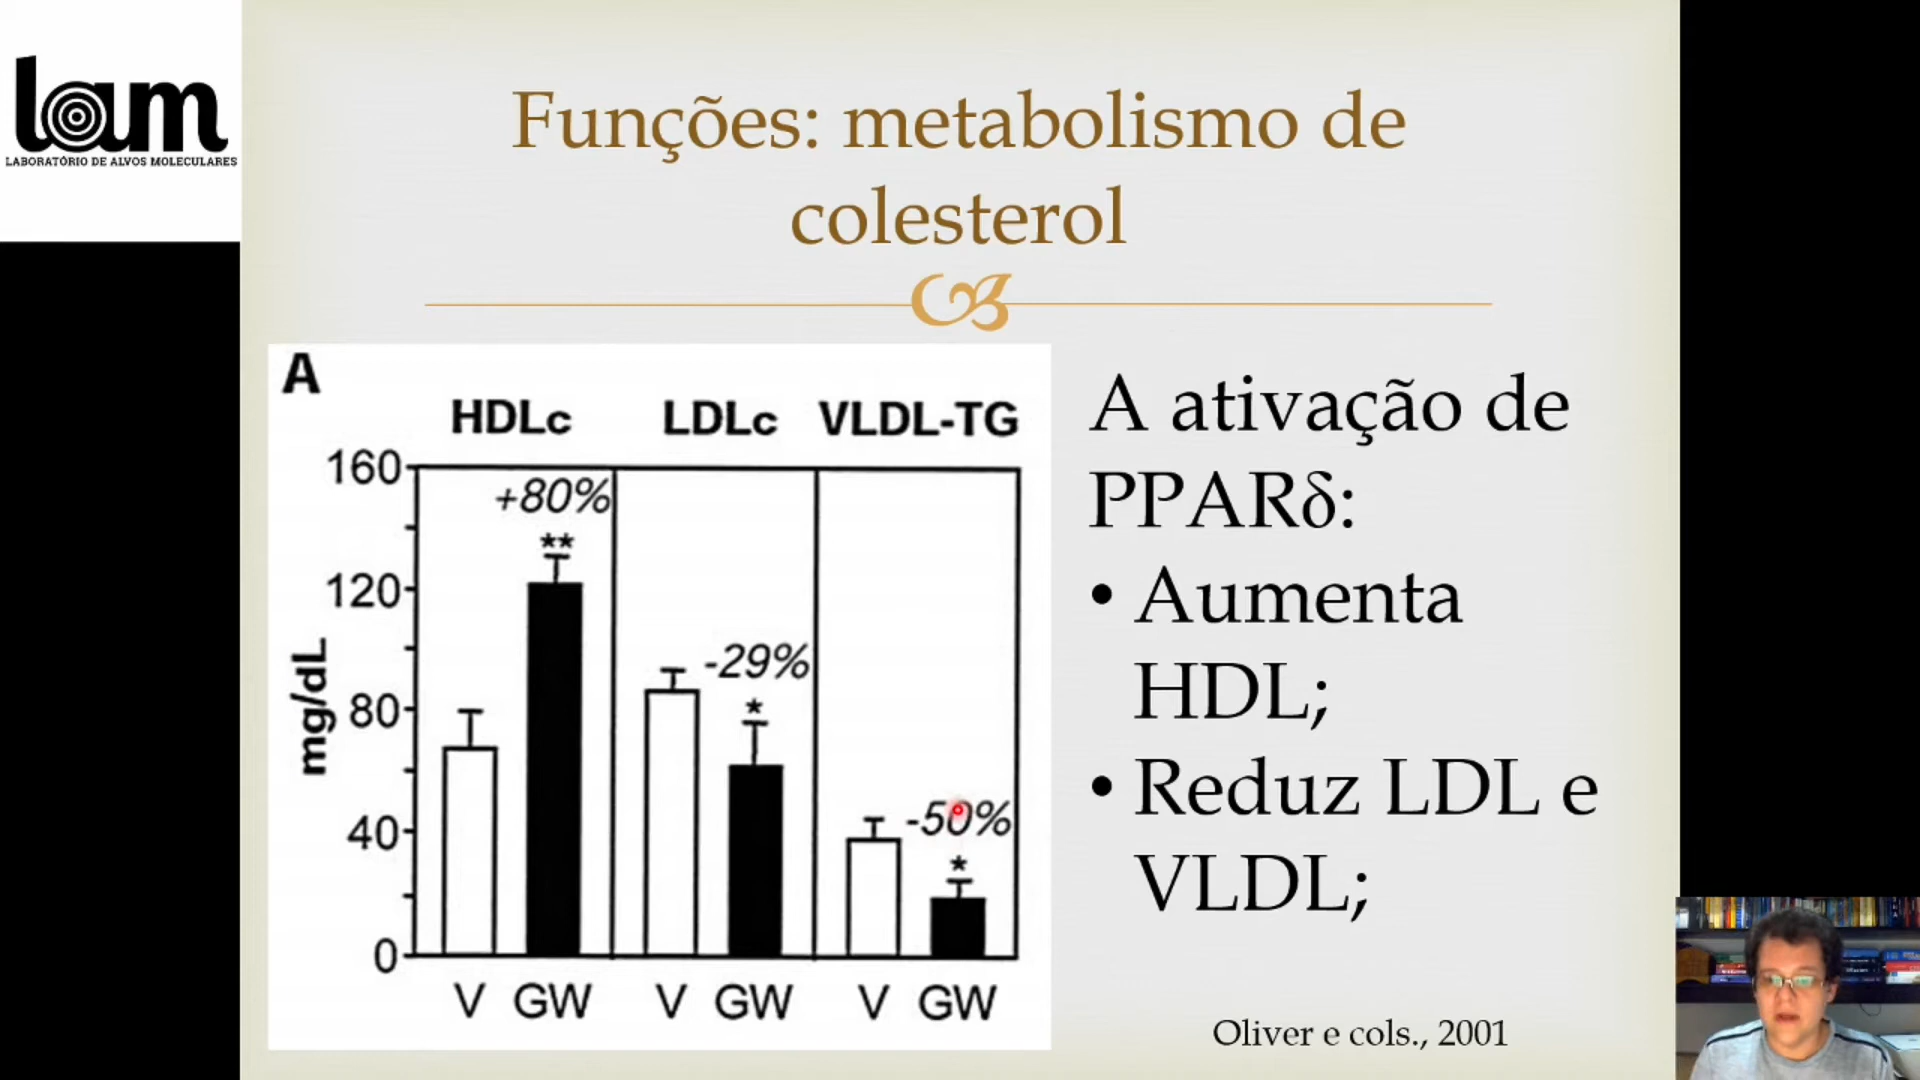 lam
LABORATÓRIO DE ALVOS MOLECULARES
Funções: metabolismo de
colesterol
A
HDLc LDLc VLDL-TG
160
120
80
40
0
mg/dL
+80%
**
-29%
*
-50%
*
V GW V GW V GW
A ativação de
PPARδ:
• Aumenta
HDL;
• Reduz LDL e
VLDL;
Oliver e cols., 2001